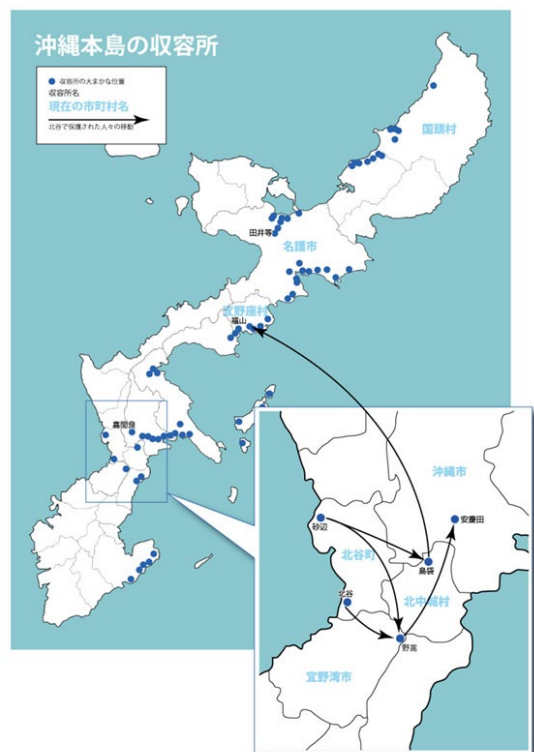 沖縄本島の収容所
収容所の大まかな位置
収容所名
現在の市町村名
北谷で保護された人々の移動
国頭村
田井等
名護市
宜野座村
福山
嘉間良
沖縄市
砂辺
安慶田
北谷町
島袋
北谷
北中城村
野嵩
宜野湾市